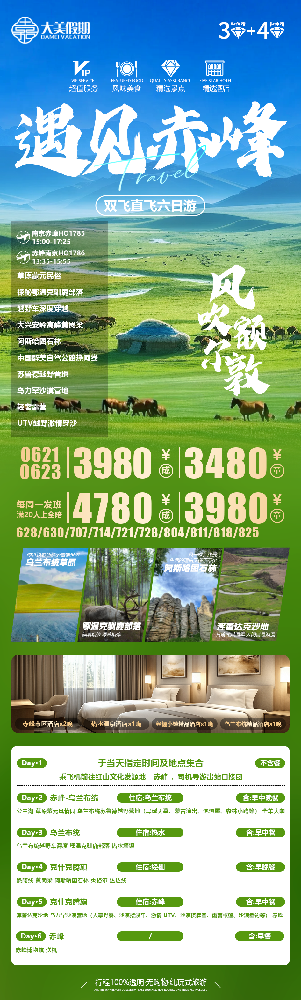 大美假期
DAMEI VACATION
3钻住宿+4钻住宿
VIP
VIP SERVICE
超值服务
FEATURED FOOD
风味美食
QUALITY ASSURANCE
精选景点
FIVE STAR HOTEL
精选酒店
遇见赤峰
Travel
双飞直飞六日游
南京赤峰HO1785
15:00-17:25
赤峰南京HO1786
13:35-15:55
草原蒙元民俗
探秘鄂温克驯鹿部落
越野车深度穿越
大兴安岭高峰黄岗梁
阿斯哈图石林
中国醉美自驾公路热阿线
苏鲁德越野营地
乌力罕沙漠营地
轻奢露营
UTV越野激情穿沙
风吹额尔敦
0621
0623
3980 ¥ 成
3480 ¥ 童
每周一发班
满20人上全陪
4780 ¥ 成
3980 ¥ 童
628/630/707/714/721/728/804/811/818/825
闯进绿野仙踪的童话世界
乌兰布统草原
鄂温克驯鹿部落
驯鹿相依 绿草相伴
风一吹，热爱
生活的理由又多了不少
阿斯哈图石林
浑善达克沙地
日落尤其温柔 人间皆是浪漫
赤峰市区酒店x2晚
热水温泉酒店x1晚
经棚小镇精品酒店x1晚
乌兰布统精品酒店x1晚
Day•1 于当天指定时间及地点集合 不含餐
乘飞机前往红山文化发源地—赤峰 ，司机导游出站口接团
Day•2 赤峰-乌兰布统 住宿:乌兰布统 含:早中晚餐
公主湖 草原蒙元风情园 乌兰布统苏鲁德越野营地（异型天幕、蒙古演出、泡泡屋、森林小路等） 全羊大咖
Day•3 乌兰布统 住宿:热水 含:早中餐
乌兰布统越野车深度 鄂温克驯鹿部落 热水塘镇
Day•4 克什克腾旗 住宿:经棚 含:早晚餐
热阿线 黄岗梁 阿斯哈图石林 贡格尔 达达线
Day•5 克什克腾旗 住宿:赤峰 含:早中餐
浑善达克沙地 乌力罕沙漠营地（天幕野餐、沙漠摆渡车、激情 UTV、沙漠棋牌室、露营帐篷、沙漠垂钓等） 赤峰
Day•6 赤峰 / 含:早餐
赤峰博物馆 送机
行程100%透明·无购物·纯玩式旅游
ALL THE WAY BEAUTIFUL SCENERY, EASY JOURNEY, NOT RUSHED, ONE PRICE ALL INCLUDED